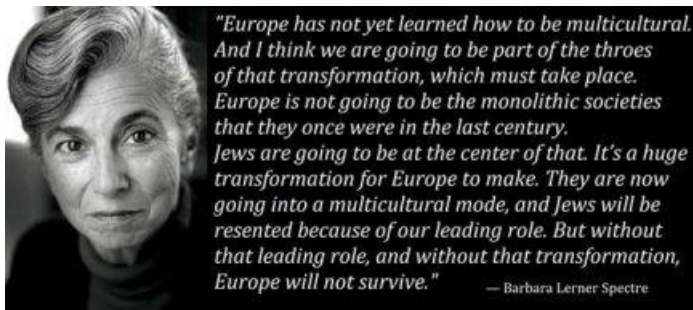 "Europe has not yet learned how to be multicultural.
And I think we are going to be part of the throes
of that transformation, which must take place.
Europe is not going to be the monolithic societies
that they once were in the last century.
Jews are going to be at the center of that. It's a huge
transformation for Europe to make. They are now
going into a multicultural mode, and Jews will be
resented because of our leading role. But without
that leading role, and without that transformation,
Europe will not survive."
— Barbara Lerner Spectre